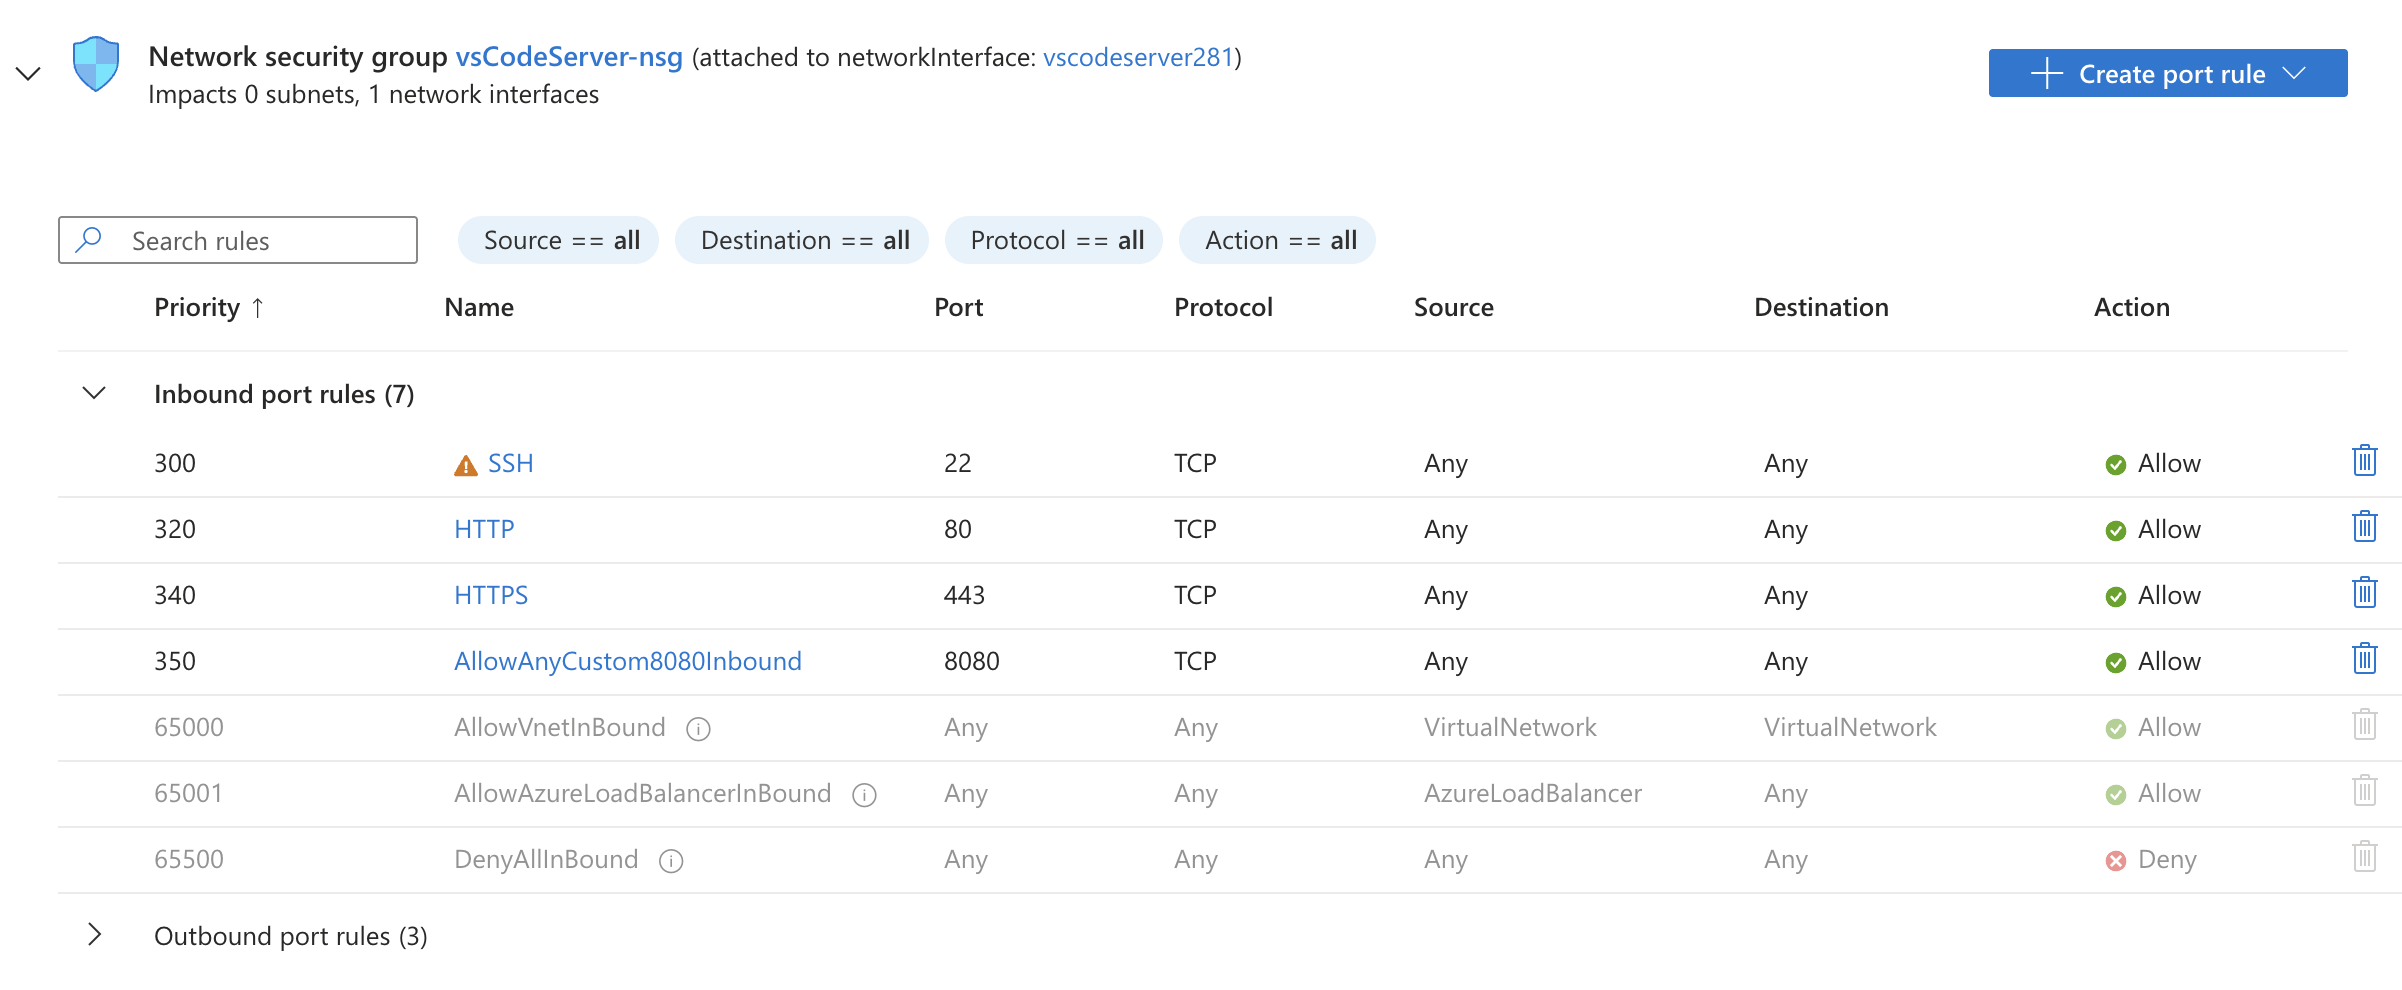 Network security group vsCodeServer-nsg (attached to networkInterface: vscodeserver281)
Impacts 0 subnets, 1 network interfaces
Create port rule
Search rules
Source == all
Destination == all
Protocol == all
Action == all
Priority ↑ Name Port Protocol Source Destination Action
Inbound port rules (7)
300 SSH 22 TCP Any Any Allow
320 HTTP 80 TCP Any Any Allow
340 HTTPS 443 TCP Any Any Allow
350 AllowAnyCustom8080Inbound 8080 TCP Any Any Allow
65000 AllowVnetInBound Any Any VirtualNetwork VirtualNetwork Allow
65001 AllowAzureLoadBalancerInBound Any Any AzureLoadBalancer Any Allow
65500 DenyAllInBound Any Any Any Any Deny
Outbound port rules (3)